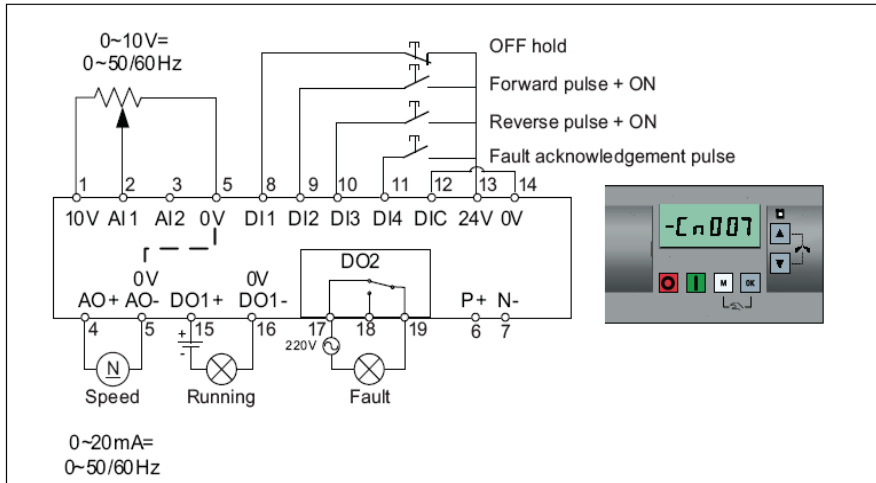 0~10V=
0~50/60Hz
OFF hold
Forward pulse + ON
Reverse pulse + ON
Fault acknowledgement pulse
1 2 3 5 8 9 10 11 12 13 14
10V AI1 AI2 0V DI1 DI2 DI3 DI4 DIC 24V 0V
-Cn007
M OK
DO2
0V 0V
AO+ AO- DO1+ DO1- P+ N-
4 5 15 16 17 18 19 6 7
+
-
220V
N
Speed Running Fault
0~20mA=
0~50/60Hz